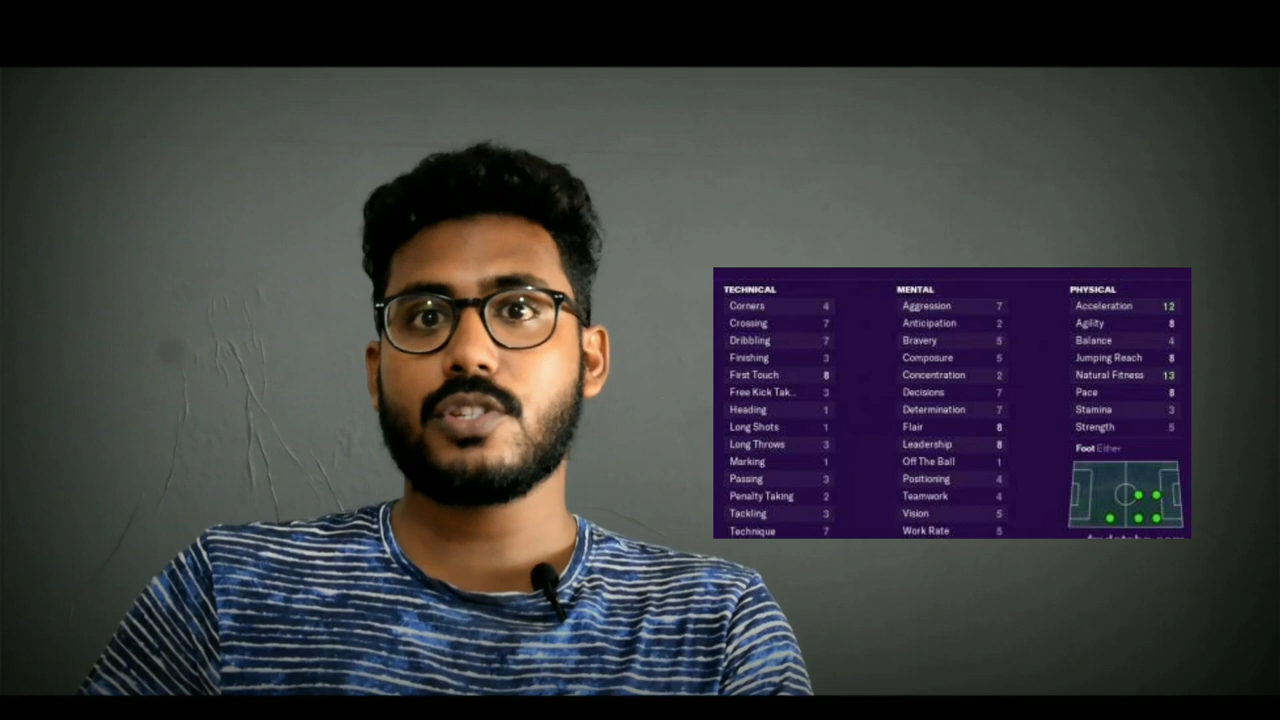 TECHNICAL
Corners 4
Crossing 7
Dribbling 7
Finishing 3
First Touch 8
Free Kick Tak... 3
Heading 1
Long Shots 1
Long Throws 3
Marking 1
Passing 3
Penalty Taking 2
Tackling 3
Technique 7
MENTAL
Aggression 7
Anticipation 2
Bravery 5
Composure 5
Concentration 2
Decisions 7
Determination 7
Flair 8
Leadership 8
Off The Ball 1
Positioning 4
Teamwork 4
Vision 5
Work Rate 5
PHYSICAL
Acceleration 12
Agility 8
Balance 4
Jumping Reach 8
Natural Fitness 13
Pace 8
Stamina 3
Strength 5
Foot Either